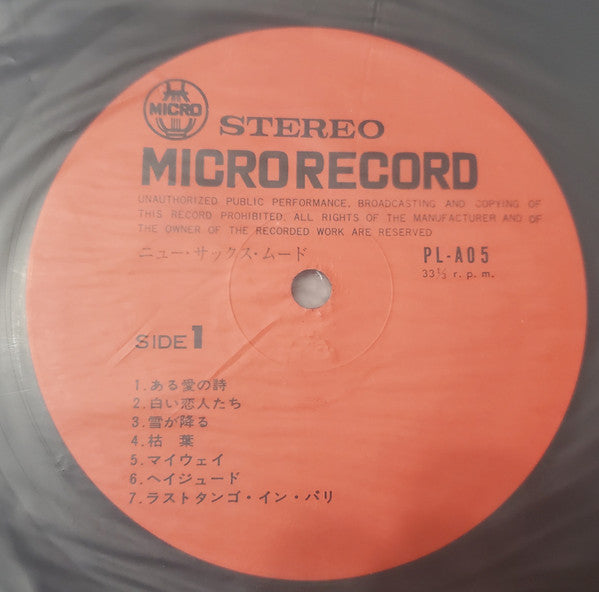 MICRO
STEREO
MICRO RECORD
UNAUTHORIZED PUBLIC PERFORMANCE, BROADCASTING AND COPYING OF
THIS RECORD PROHIBITED. ALL RIGHTS OF THE MANUFACTURER AND OF
THE OWNER OF THE RECORDED WORK ARE RESERVED
ニュー・サックス・ムード
PL-A05
33⅓ r. p. m.
SIDE 1
1.ある愛の詩
2.白い恋人たち
3.雪が降る
4.枯 葉
5.マイウェイ
6.ヘイジュード
7.ラストタンゴ・イン・パリ